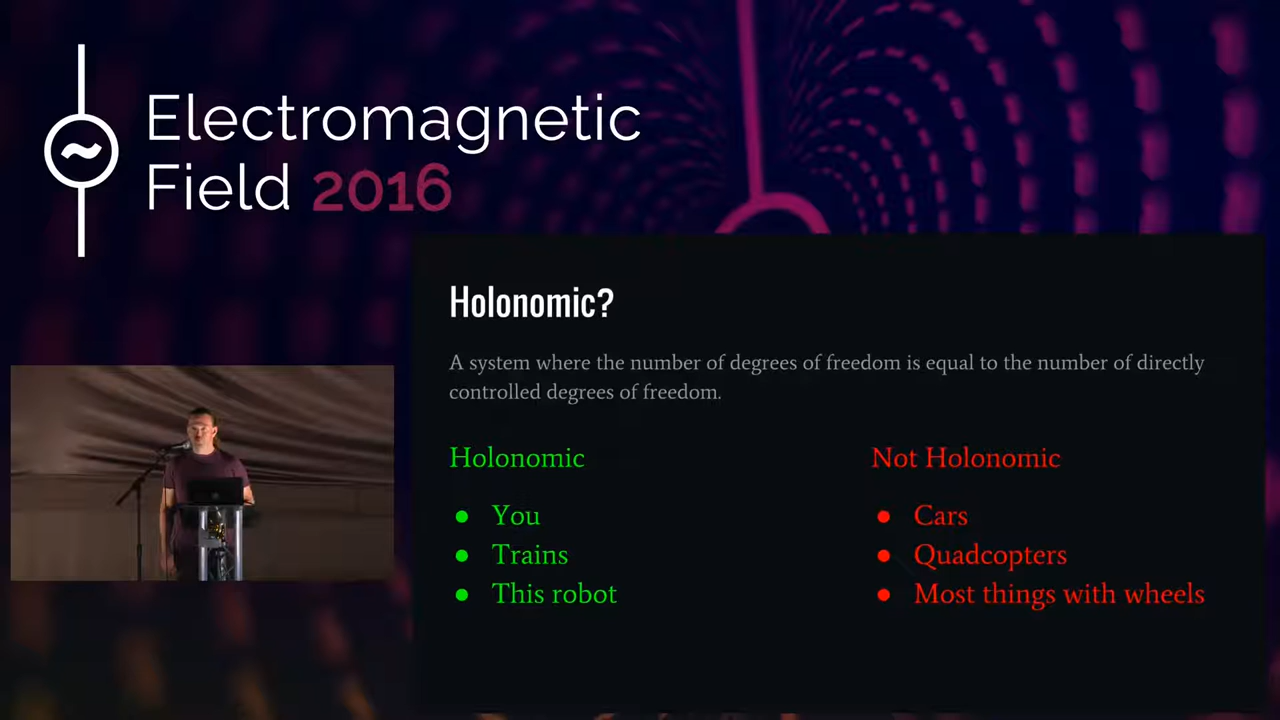 Electromagnetic
Field 2016
Holonomic?
A system where the number of degrees of freedom is equal to the number of directly
controlled degrees of freedom.
Holonomic
● You
● Trains
● This robot
Not Holonomic
● Cars
● Quadcopters
● Most things with wheels